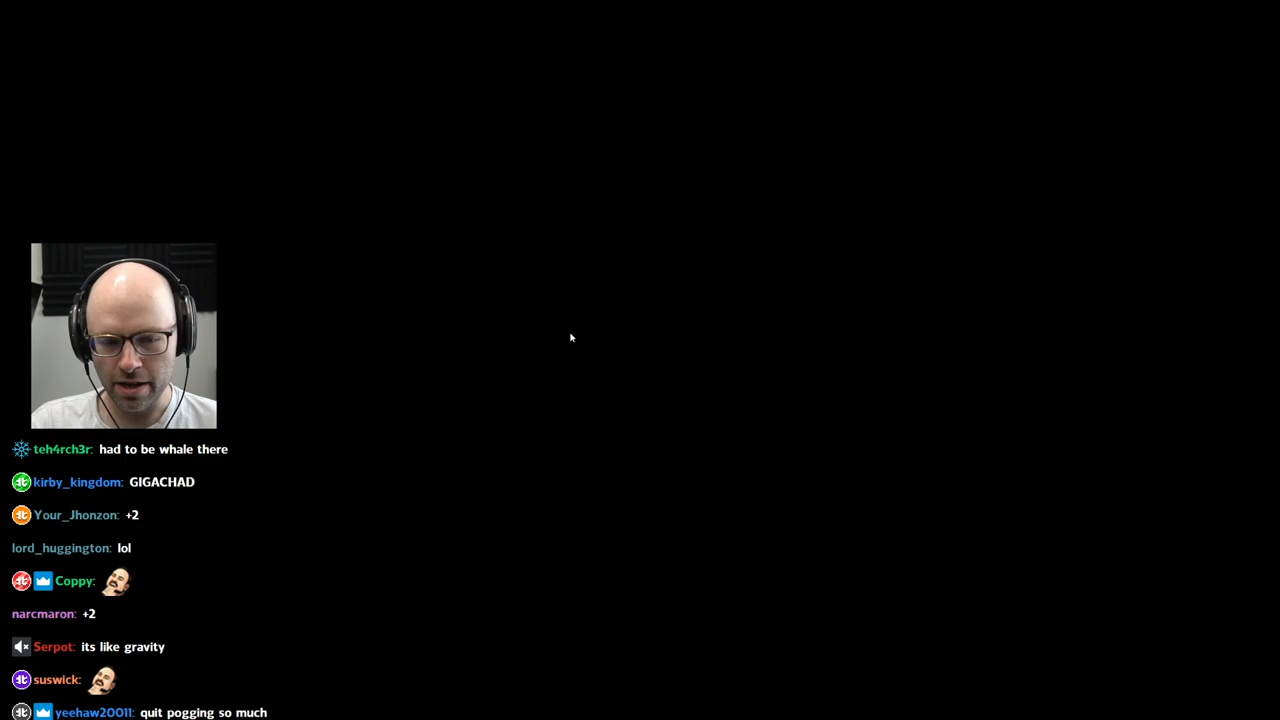 teh4rch3r: had to be whale there
kirby_kingdom: GIGACHAD
Your_Jhonzon: +2
lord_huggington: lol
Coppy:
narcmaron: +2
Serpot: its like gravity
suswick:
yeehaw20011: quit pogging so much